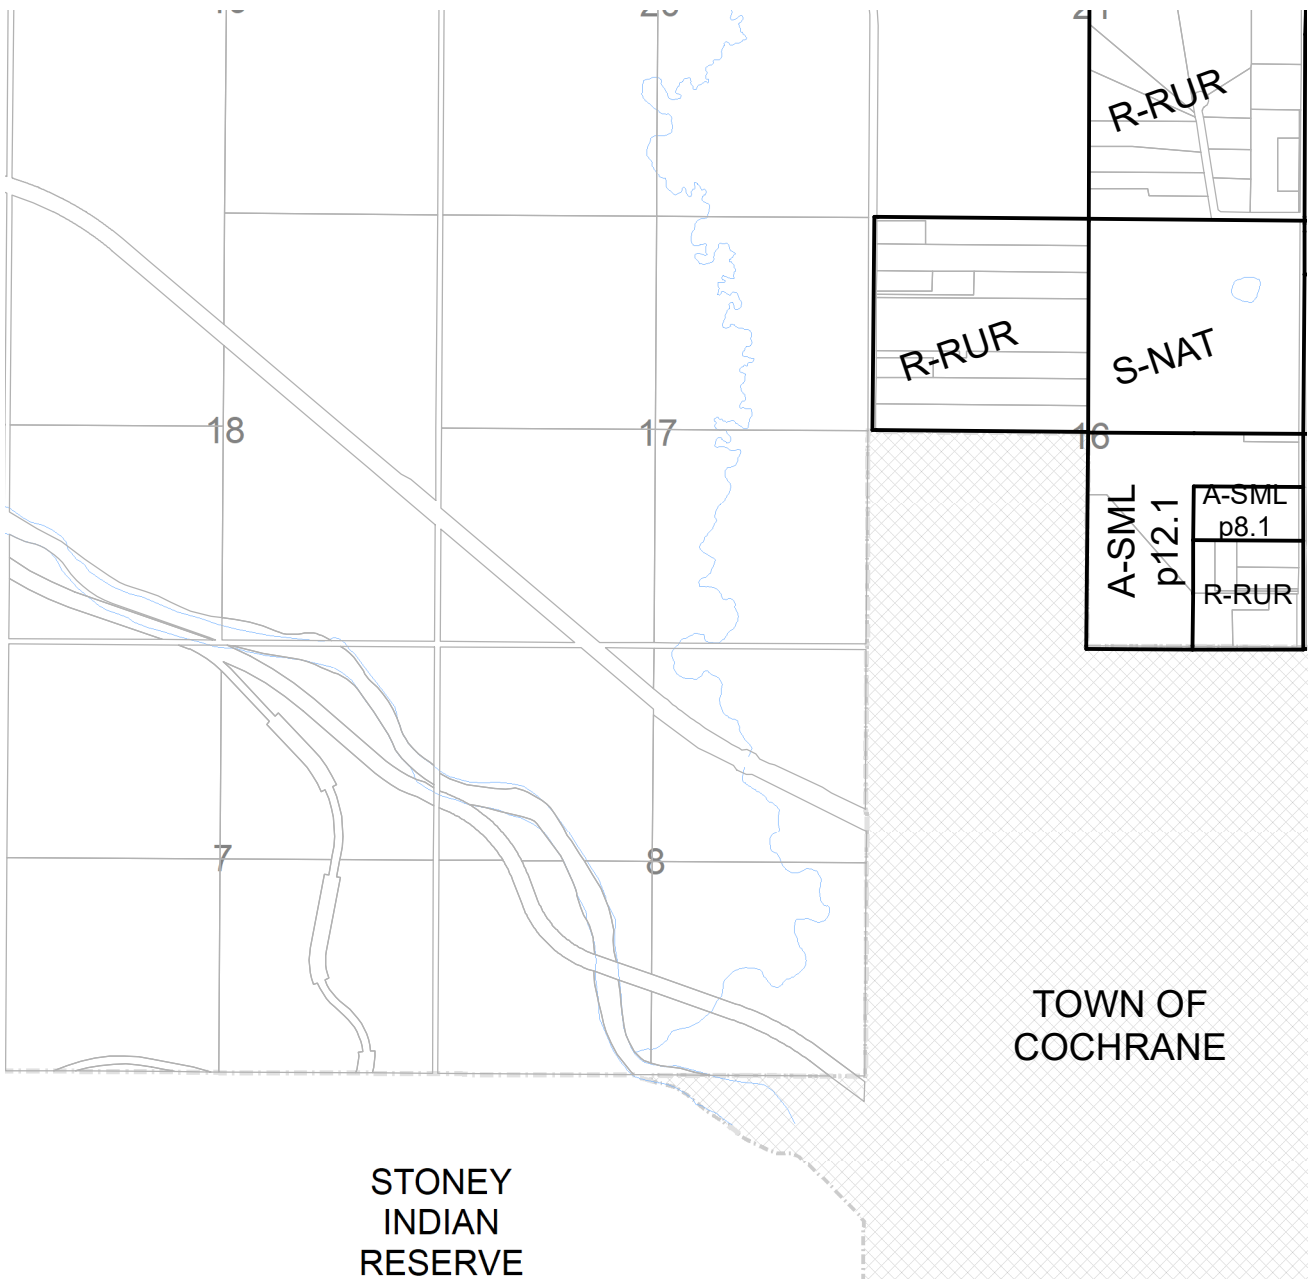 R-RUR
R-RUR
S-NAT
18
17
16
A-SML
p12.1
A-SML
p8.1
R-RUR
7
8
TOWN OF
COCHRANE
STONEY
INDIAN
RESERVE